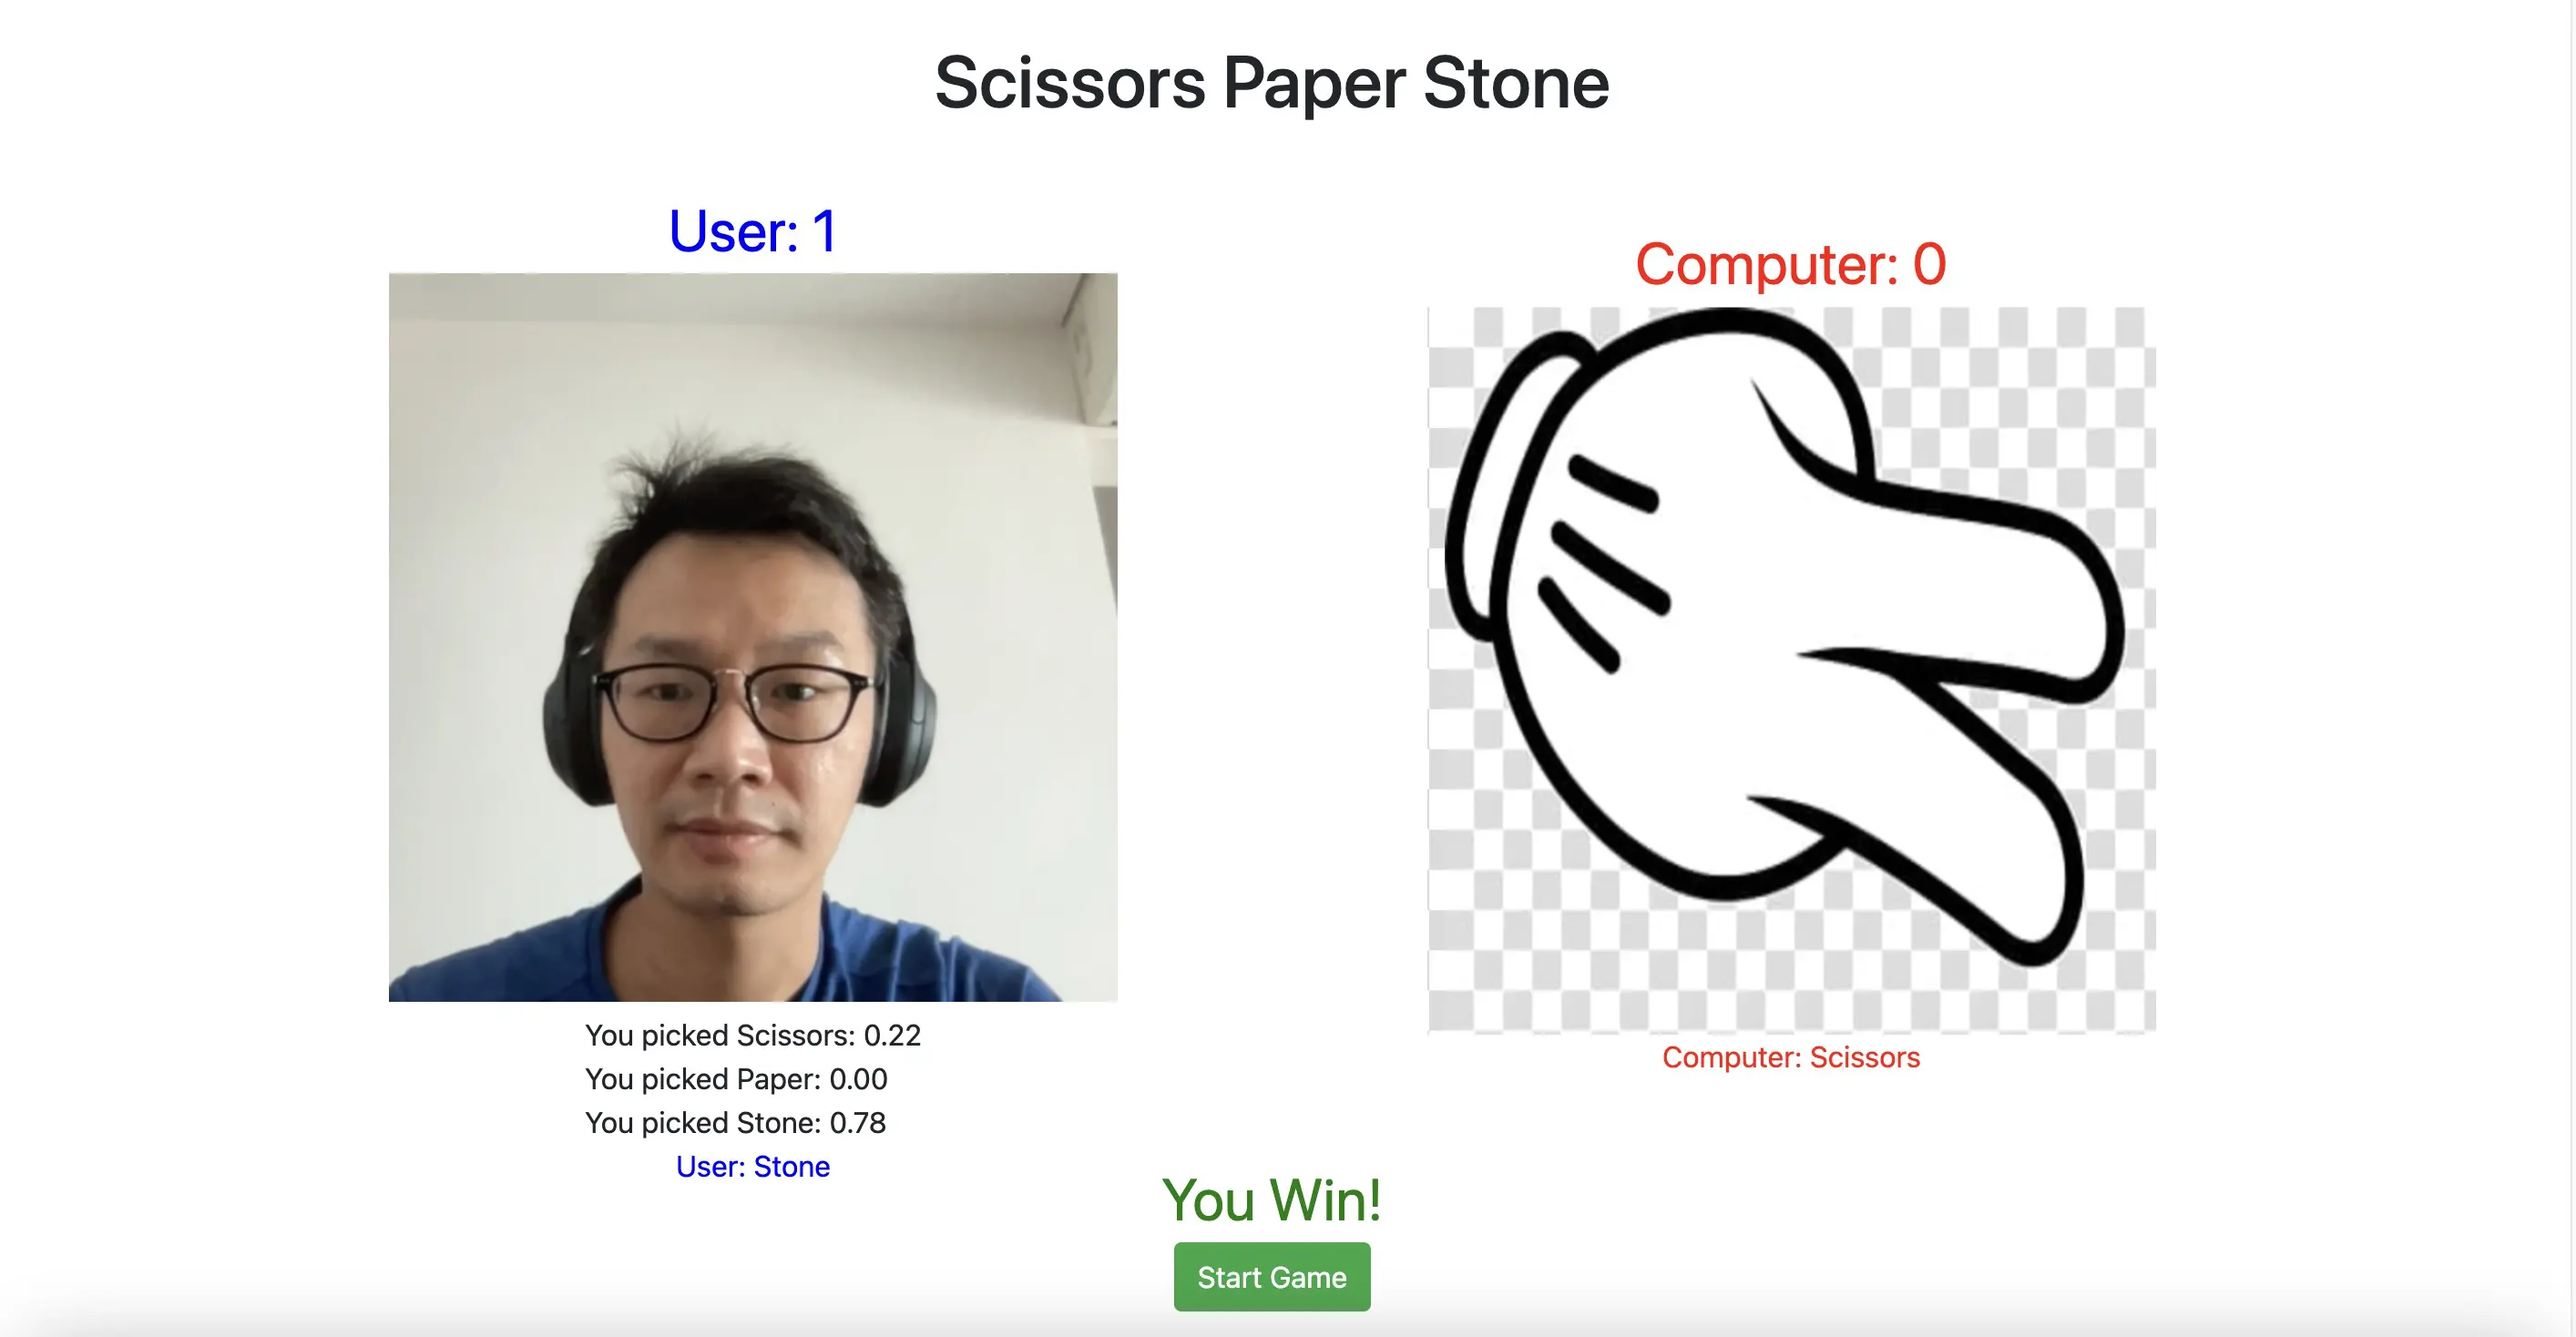 Scissors Paper Stone
User: 1
Computer: 0
You picked Scissors: 0.22
You picked Paper: 0.00
You picked Stone: 0.78
User: Stone
Computer: Scissors
You Win!
Start Game